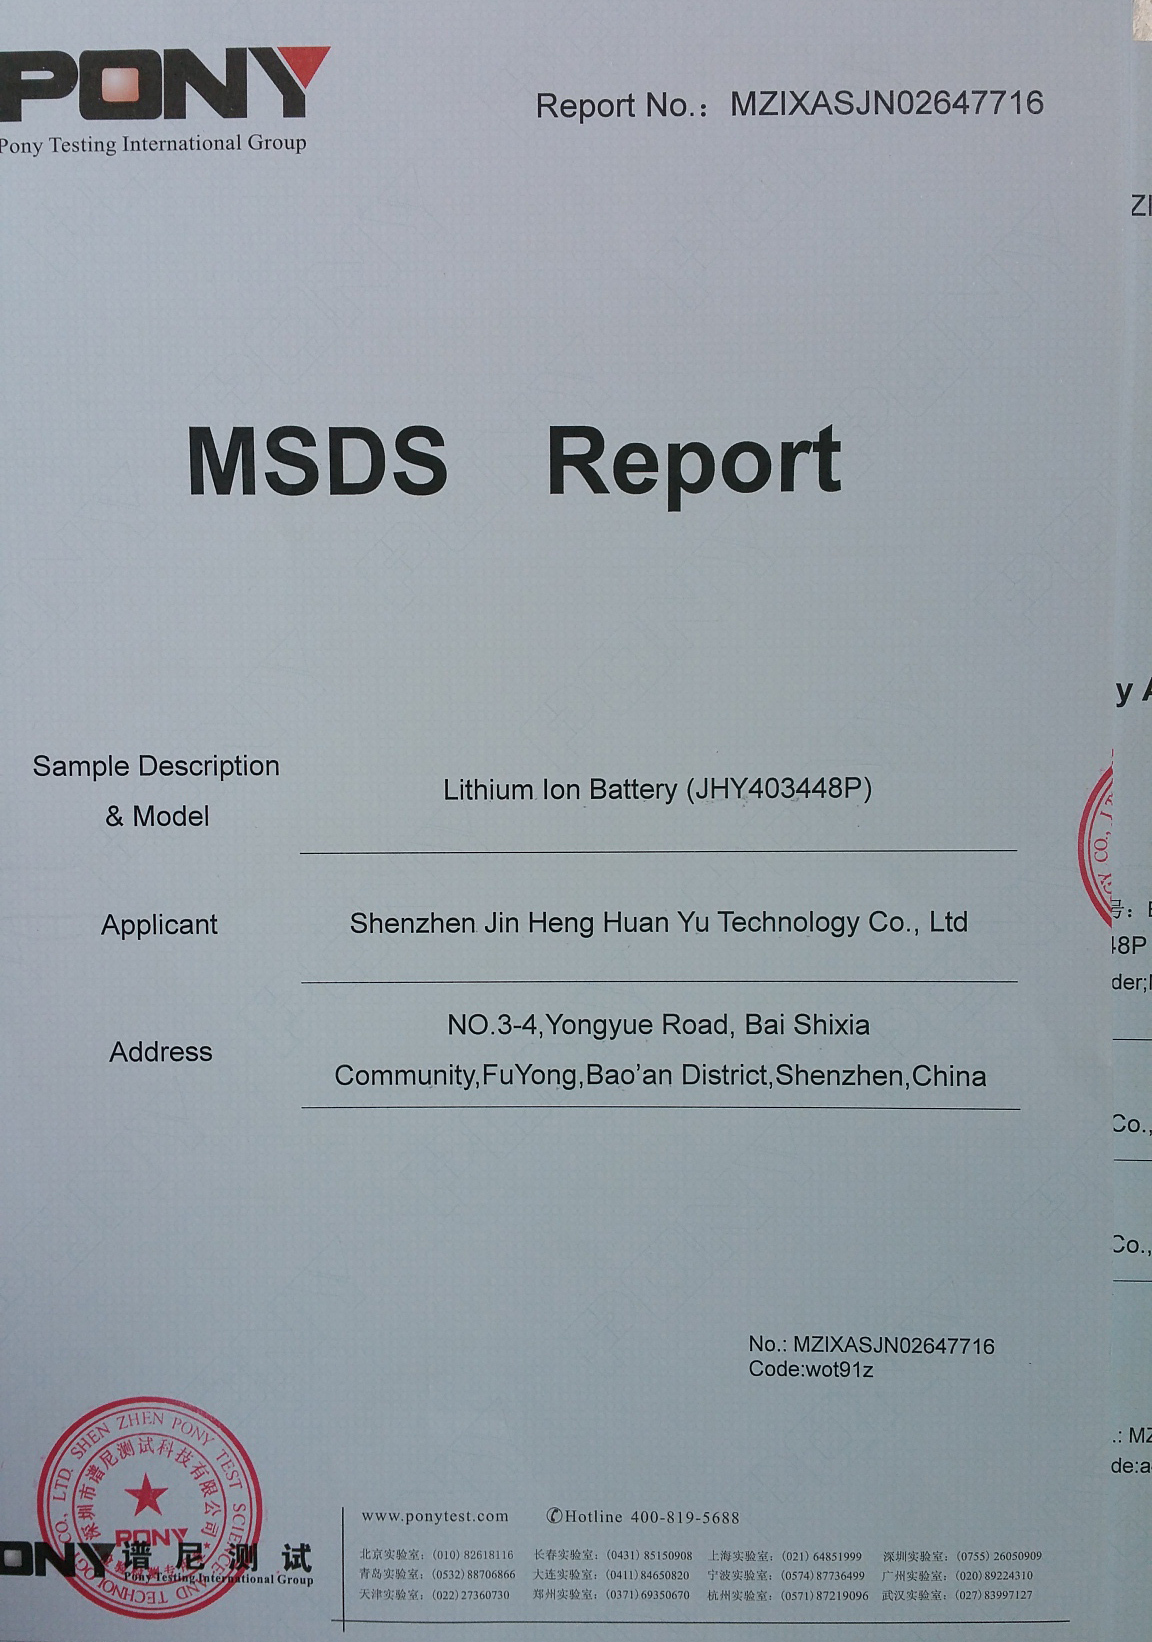 PONY
Pony Testing International Group
Report No.： MZIXASJN02647716
MSDS Report
Sample Description
& Model
Lithium Ion Battery (JHY403448P)
Applicant
Shenzhen Jin Heng Huan Yu Technology Co., Ltd
Address
NO.3-4,Yongyue Road, Bai Shixia
Community,FuYong,Bao’an District,Shenzhen,China
No.: MZIXASJN02647716
Code:wot91z
SHEN ZHEN PONY TEST SCIENCE AND TECHNOLOGY CO., LTD.
深圳市谱尼测试科技有限公司
PONY
ONY 谱尼测试
Pony Testing International Group
www.ponytest.com ✆Hotline 400-819-5688
北京实验室：(010) 82618116 长春实验室：(0431) 85150908 上海实验室：(021) 64851999 深圳实验室：(0755) 26050909
青岛实验室：(0532) 88706866 大连实验室：(0411) 84650820 宁波实验室：(0574) 87736499 广州实验室：(020) 89224310
天津实验室：(022) 27360730 郑州实验室：(0371) 69350670 杭州实验室：(0571) 87219096 武汉实验室：(027) 83997127
ZI
y A
CO.,
号：
48P
der;
Co.,
Co.,
.: MZ
de:a